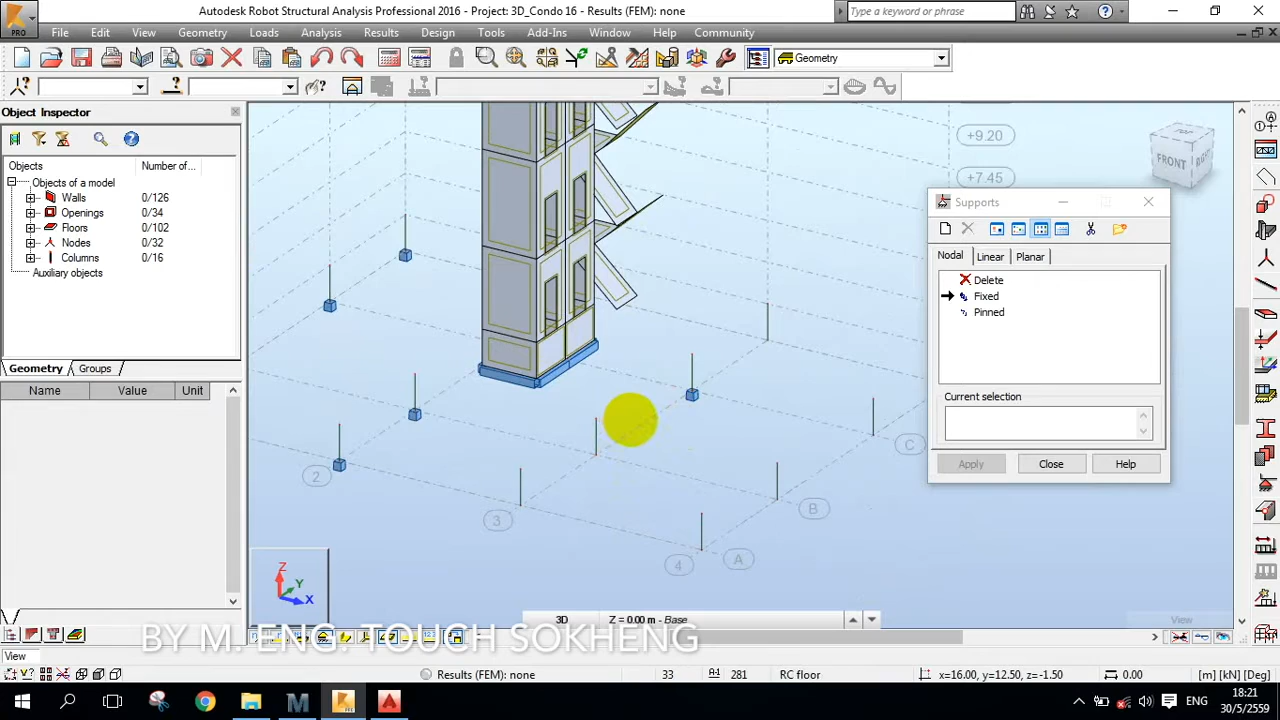 Autodesk Robot Structural Analysis Professional 2016 - Project: 3D_Condo 16 - Results (FEM): none
Type a keyword or phrase
PRO
File Edit View Geometry Loads Analysis Results Design Tools Add-Ins Window Help Community
Geometry
Object Inspector
Objects Number of...
Objects of a model
Walls 0/126
Openings 0/34
Floors 0/102
Nodes 0/32
Columns 0/16
Auxiliary objects
Geometry Groups
Name Value Unit
+9.20
+7.45
TOP
FRONT
Supports
Nodal Linear Planar
Delete
Fixed
Pinned
Current selection
Apply Close Help
C
2
B
3
4
A
Z
Y
X
3D Z = 0.00 m - Base
View
BY M. ENG. TOUCH SOKHENG
View
Results (FEM): none 33 281 RC floor x=16.00, y=12.50, z=-1.50 0.00 [m] [kN] [Deg]
ENG
18:21
30/5/2559